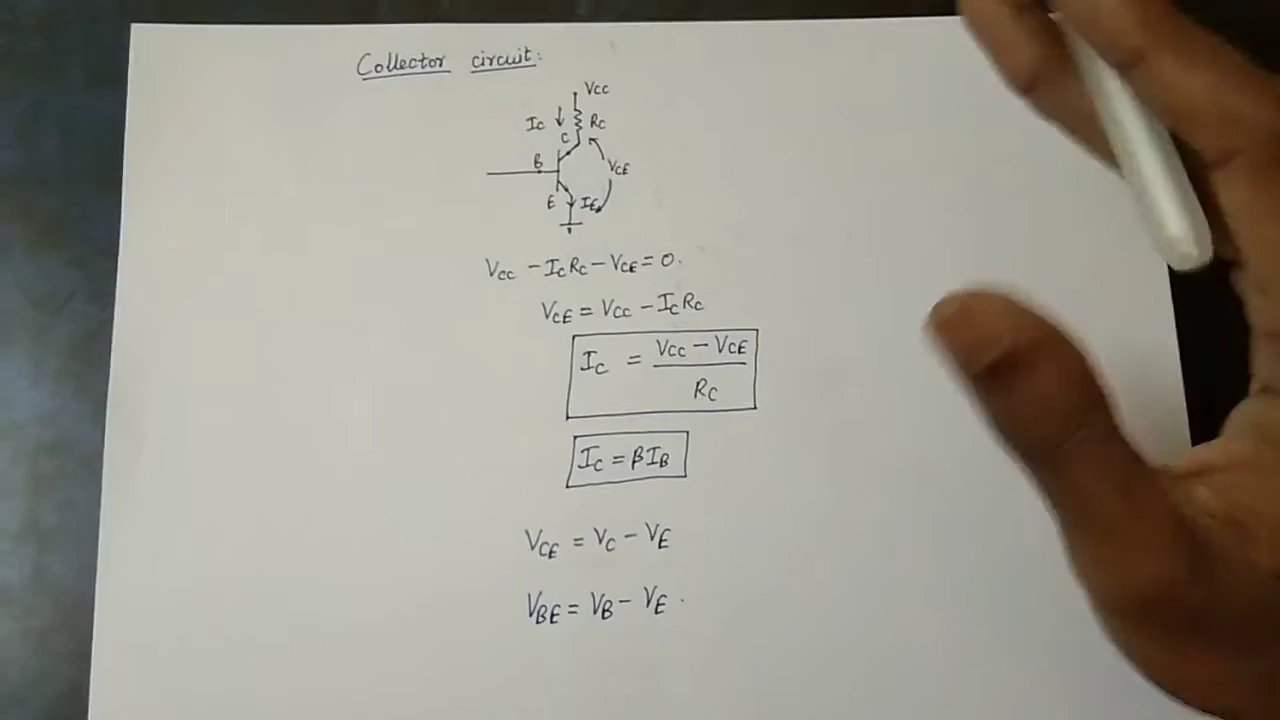 Collector circuit:
Vcc
Ic ↓ Rc
C
B
VCE
E IE
Vcc - IcRc - VCE = 0.
VCE = Vcc - IcRc
Ic = (Vcc - VCE) / Rc
Ic = βIB
VCE = Vc - VE
VBE = VB - VE.